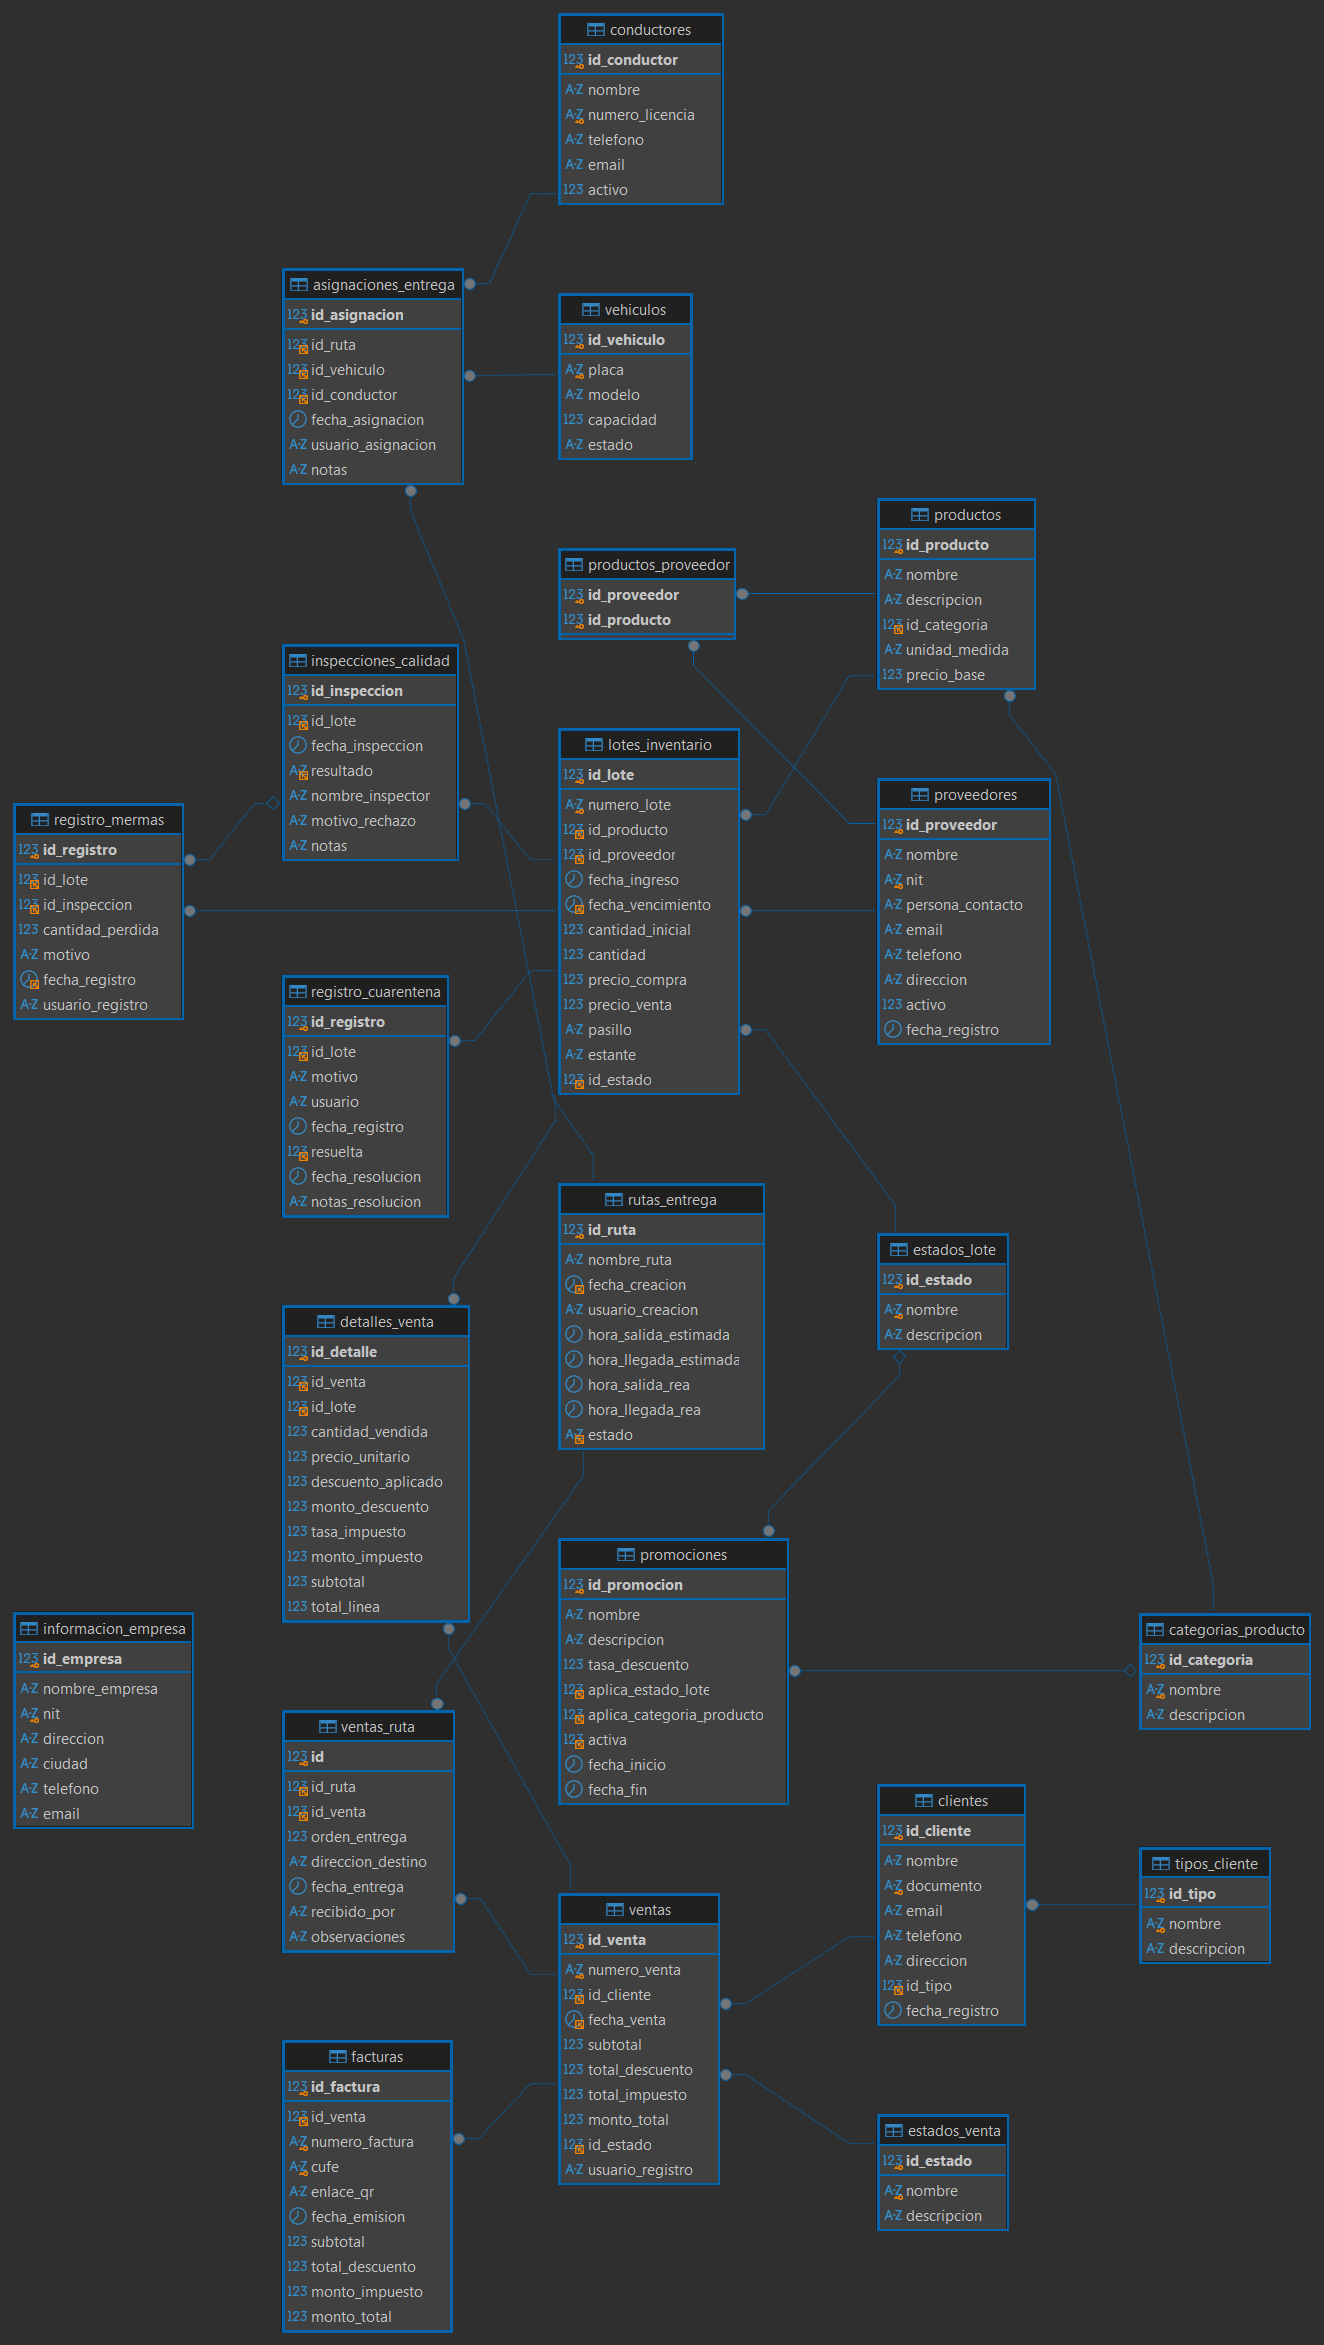 conductores
id_conductor
nombre
numero_licencia
telefono
email
activo
asignaciones_entrega
id_asignacion
id_ruta
id_vehiculo
id_conductor
fecha_asignacion
usuario_asignacion
notas
vehiculos
id_vehiculo
placa
modelo
capacidad
estado
productos
id_producto
nombre
descripcion
id_categoria
unidad_medida
precio_base
productos_proveedor
id_proveedor
id_producto
inspecciones_calidad
id_inspeccion
id_lote
fecha_inspeccion
resultado
nombre_inspector
motivo_rechazo
notas
lotes_inventario
id_lote
numero_lote
id_producto
id_proveedor
fecha_ingreso
fecha_vencimiento
cantidad_inicial
cantidad
precio_compra
precio_venta
pasillo
estante
id_estado
proveedores
id_proveedor
nombre
nit
persona_contacto
email
telefono
direccion
activo
fecha_registro
registro_mermas
id_registro
id_lote
id_inspeccion
cantidad_perdida
motivo
fecha_registro
usuario_registro
registro_cuarentena
id_registro
id_lote
motivo
usuario
fecha_registro
resuelta
fecha_resolucion
notas_resolucion
rutas_entrega
id_ruta
nombre_ruta
fecha_creacion
usuario_creacion
hora_salida_estimada
hora_llegada_estimada
hora_salida_rea
hora_llegada_rea
estado
estados_lote
id_estado
nombre
descripcion
detalles_venta
id_detalle
id_venta
id_lote
cantidad_vendida
precio_unitario
descuento_aplicado
monto_descuento
tasa_impuesto
monto_impuesto
subtotal
total_linea
promociones
id_promocion
nombre
descripcion
tasa_descuento
aplica_estado_lote
aplica_categoria_producto
activa
fecha_inicio
fecha_fin
informacion_empresa
id_empresa
nombre_empresa
nit
direccion
ciudad
telefono
email
categorias_producto
id_categoria
nombre
descripcion
ventas_ruta
id
id_ruta
id_venta
orden_entrega
direccion_destino
fecha_entrega
recibido_por
observaciones
clientes
id_cliente
nombre
documento
email
telefono
direccion
id_tipo
fecha_registro
tipos_cliente
id_tipo
nombre
descripcion
ventas
id_venta
numero_venta
id_cliente
fecha_venta
subtotal
total_descuento
total_impuesto
monto_total
id_estado
usuario_registro
facturas
id_factura
id_venta
numero_factura
cufe
enlace_qr
fecha_emision
subtotal
total_descuento
monto_impuesto
monto_total
estados_venta
id_estado
nombre
descripcion